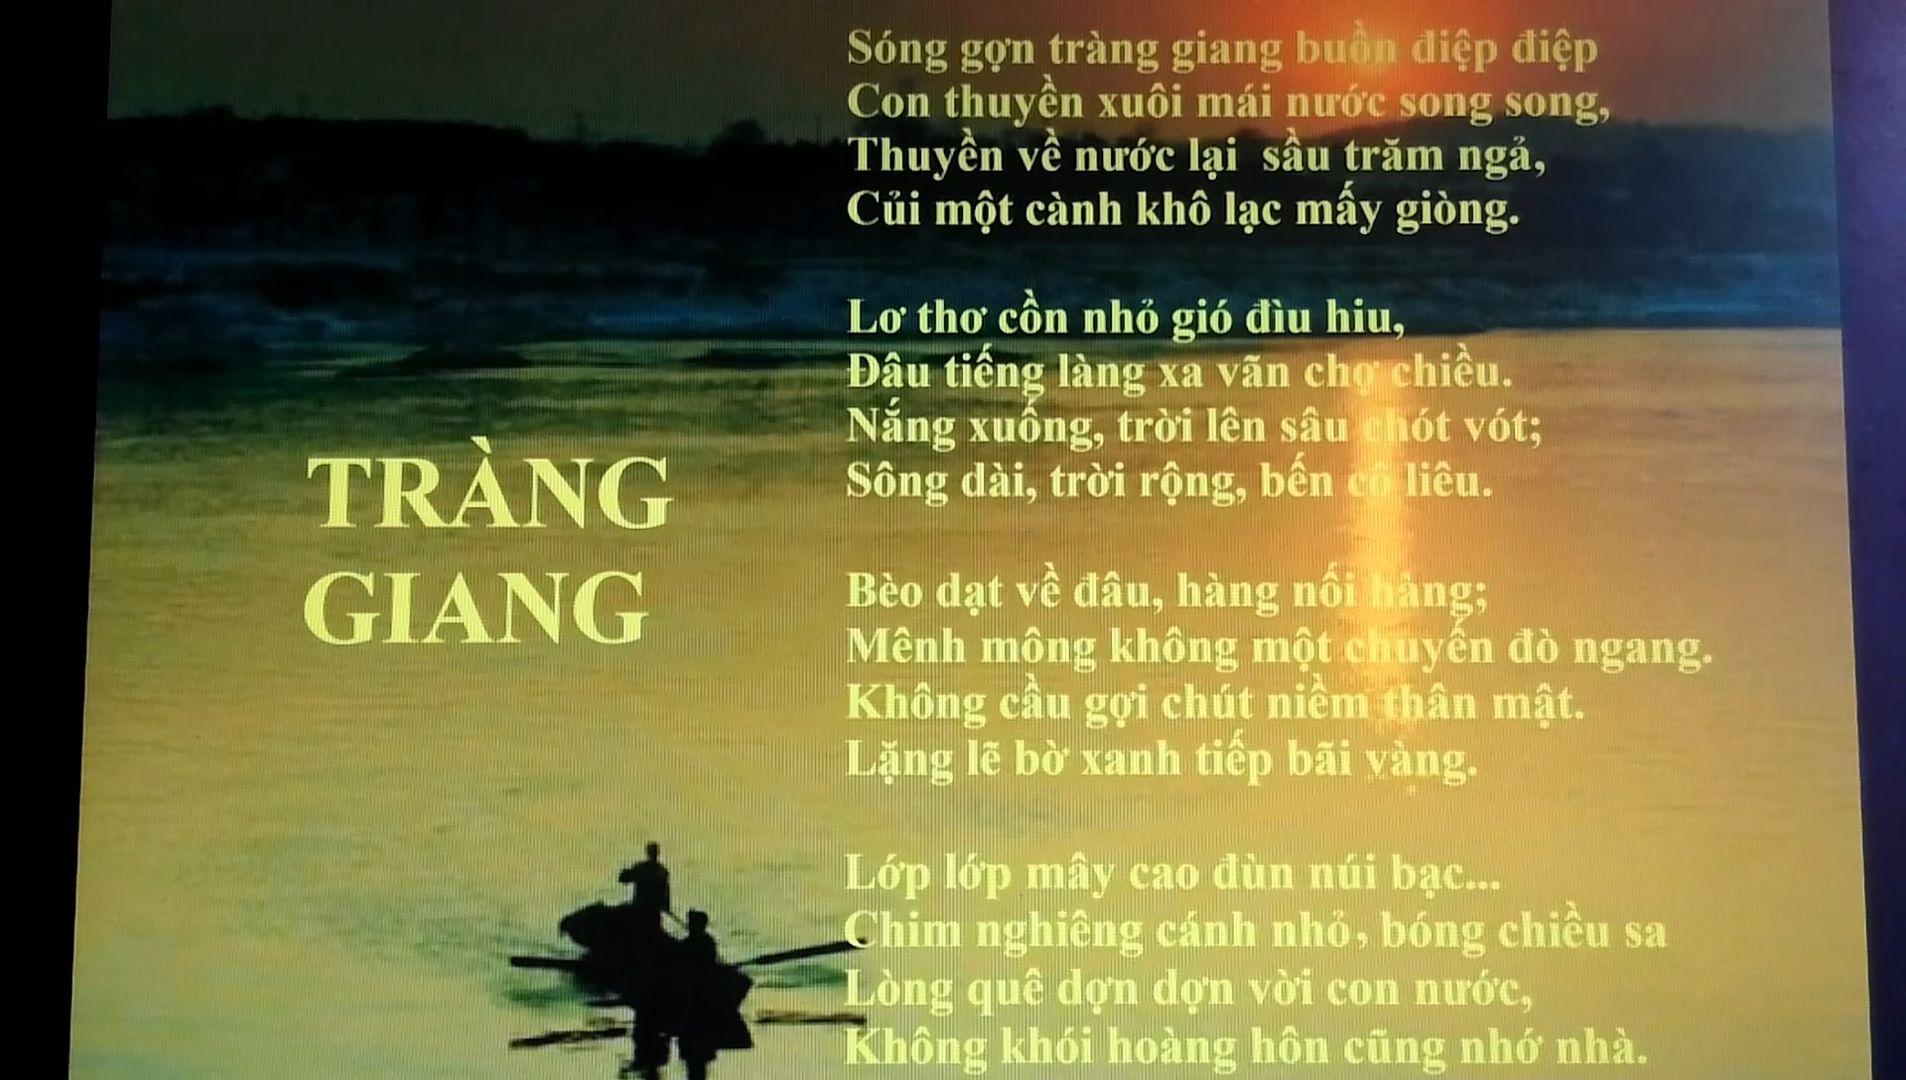 TRÀNG
GIANG
Sóng gợn tràng giang buồn điệp điệp
Con thuyền xuôi mái nước song song,
Thuyền về nước lại sầu trăm ngả,
Củi một cành khô lạc mấy giòng.
Lơ thơ cồn nhỏ gió đìu hiu,
Đâu tiếng làng xa vãn chợ chiều.
Nắng xuống, trời lên sâu chót vót;
Sông dài, trời rộng, bến cô liêu.
Bèo dạt về đâu, hàng nối hàng;
Mênh mông không một chuyến đò ngang.
Không cầu gợi chút niềm thân mật.
Lặng lẽ bờ xanh tiếp bãi vàng.
Lớp lớp mây cao đùn núi bạc...
Chim nghiêng cánh nhỏ, bóng chiều sa
Lòng quê dợn dợn vời con nước,
Không khói hoàng hôn cũng nhớ nhà.